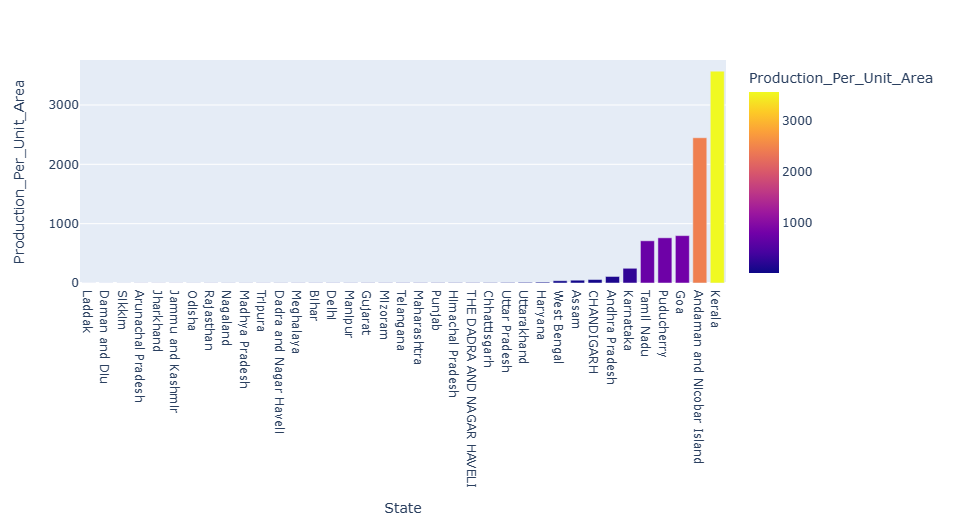 Production_Per_Unit_Area
3000
2000
1000
0
Laddak
Daman and Diu
Sikkim
Arunachal Pradesh
Jharkhand
Jammu and Kashmir
Odisha
Rajasthan
Nagaland
Madhya Pradesh
Tripura
Dadra and Nagar Haveli
Meghalaya
Bihar
Delhi
Manipur
Gujarat
Mizoram
Telangana
Maharashtra
Punjab
Himachal Pradesh
THE DADRA AND NAGAR HAVELI
Chhattisgarh
Uttar Pradesh
Uttarakhand
Haryana
West Bengal
Assam
CHANDIGARH
Andhra Pradesh
Karnataka
Tamil Nadu
Puducherry
Goa
Andaman and Nicobar Island
Kerala
State
Production_Per_Unit_Area
3000
2000
1000